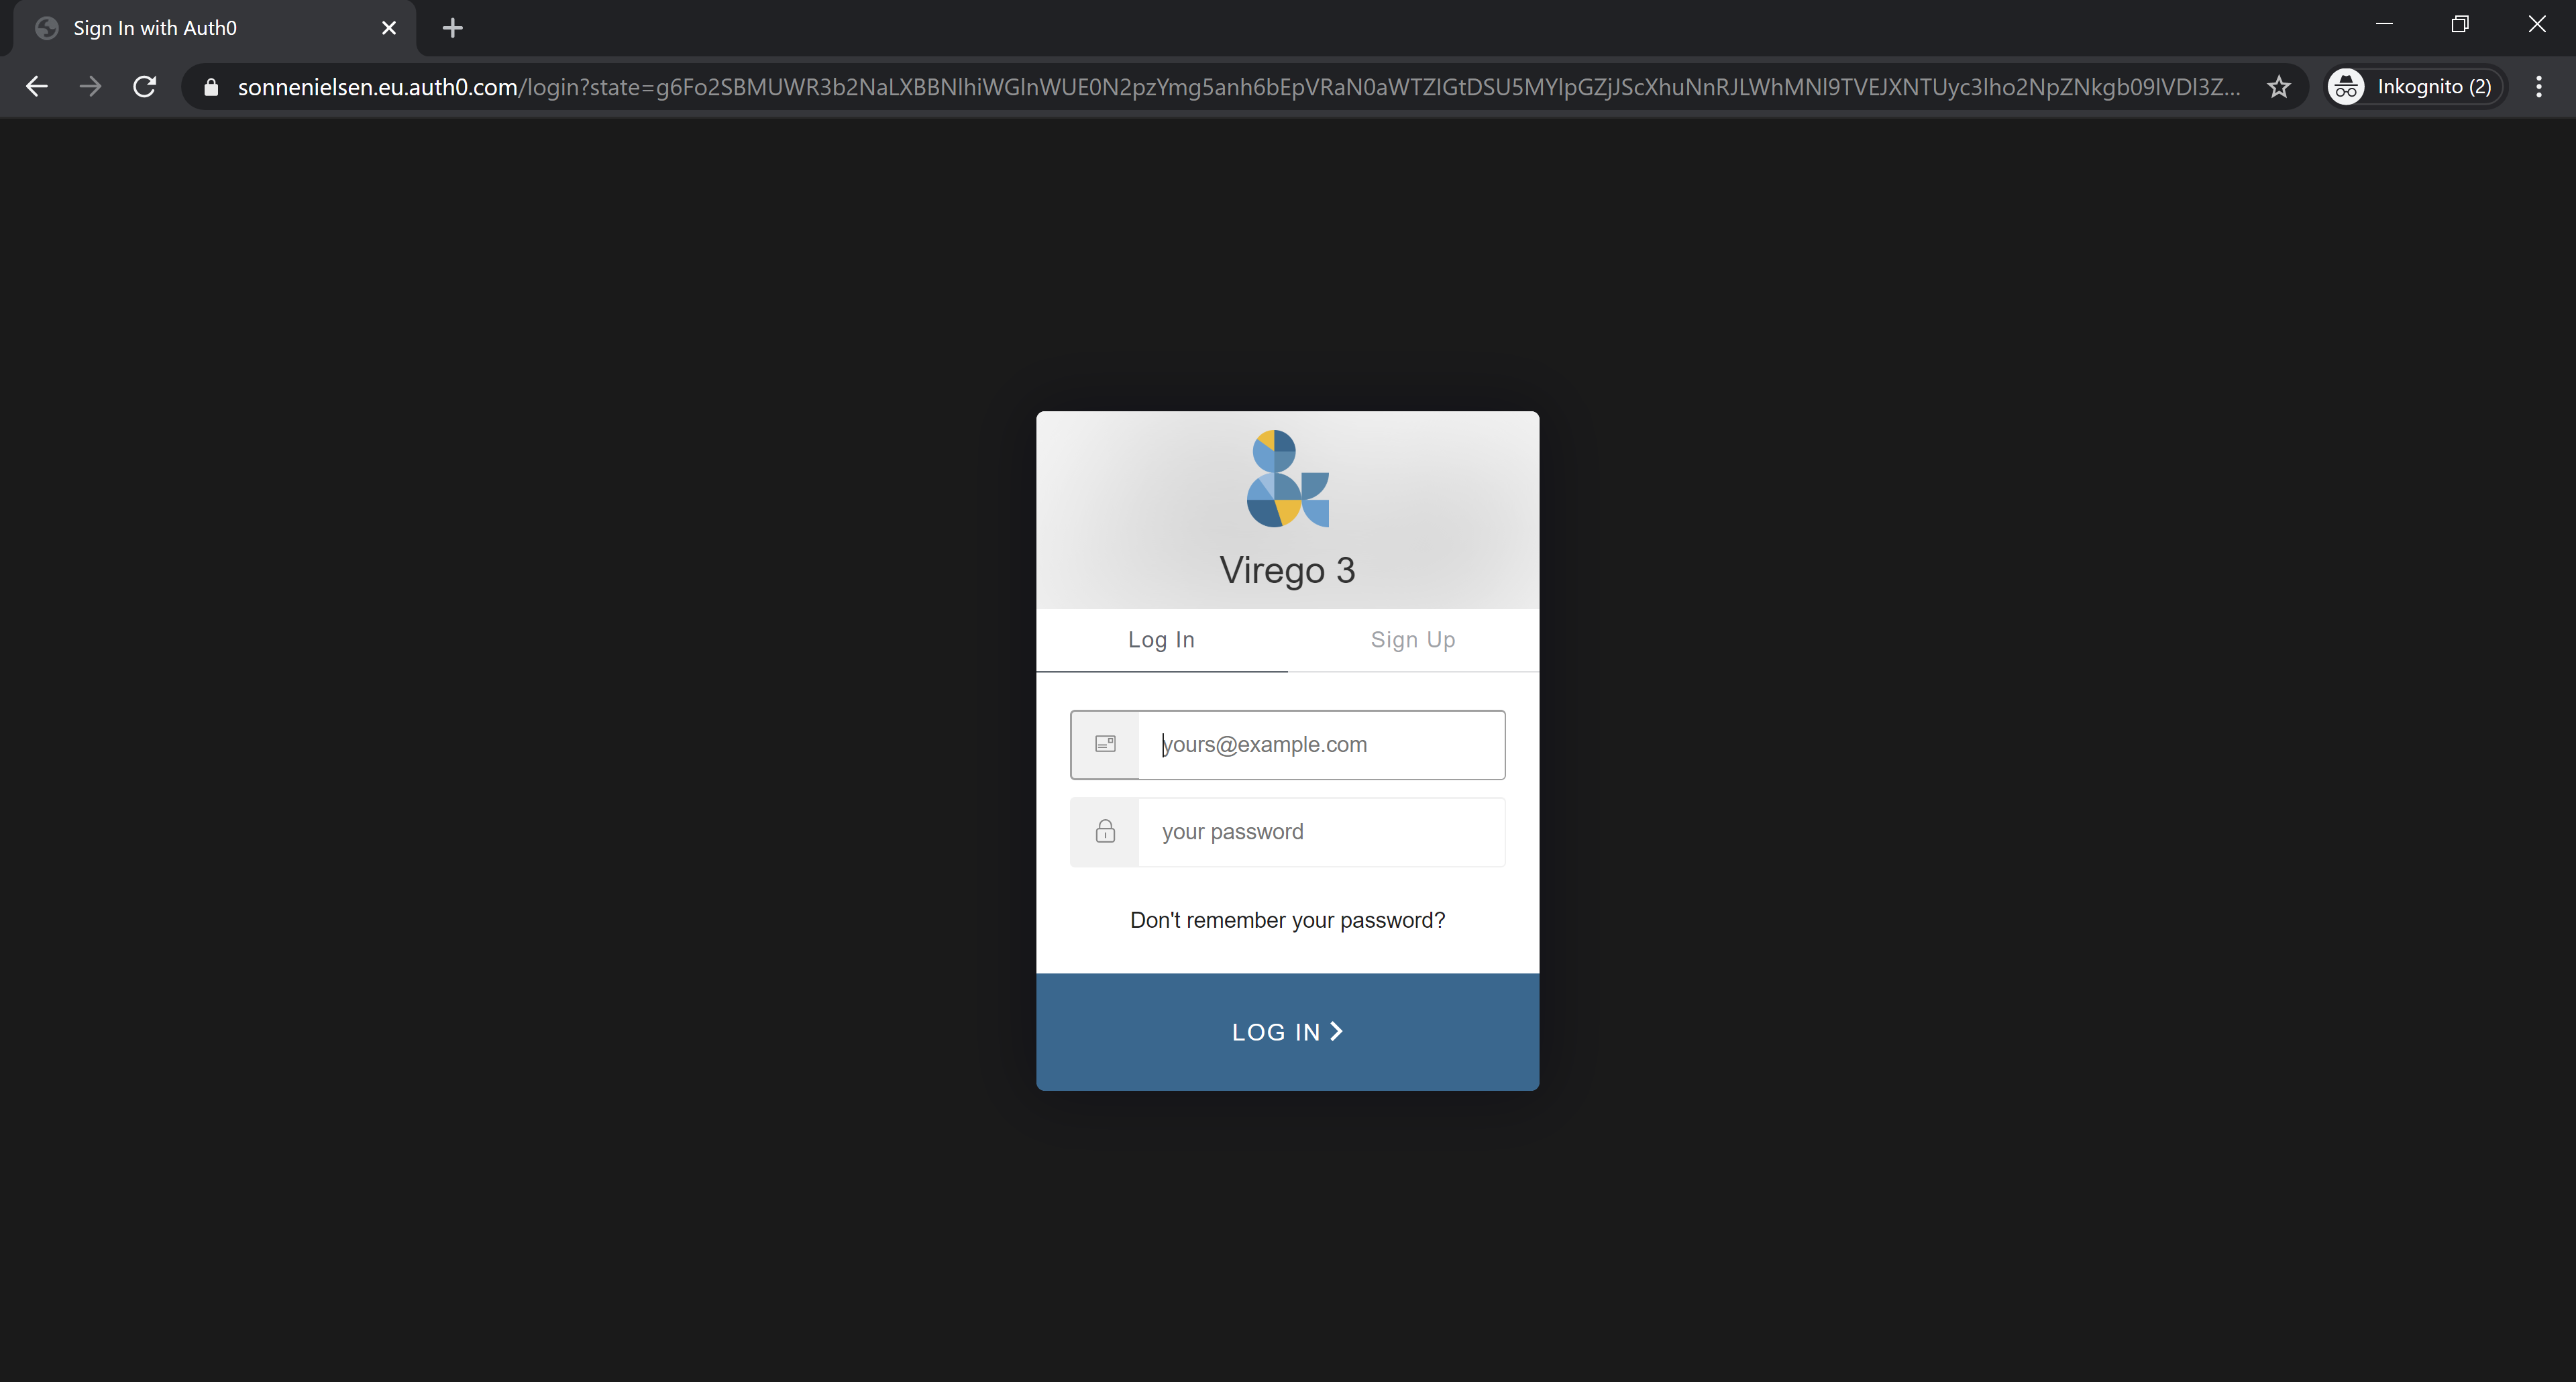 Sign In with Auth0
sonnenielsen.eu.auth0.com/login?state=g6Fo2SBMUWR3b2NaLXBBNlhiWGlnWUE0N2pzYmg5anh6bEpVRaN0aWTZIGtDSU5MYlpGZjJScXhuNnRJLWhMNl9TVEJXNTUyc3lho2NpZNkgb09lVDl3Z...
Inkognito (2)
Virego 3
Log In
Sign Up
yours@example.com
your password
Don't remember your password?
LOG IN